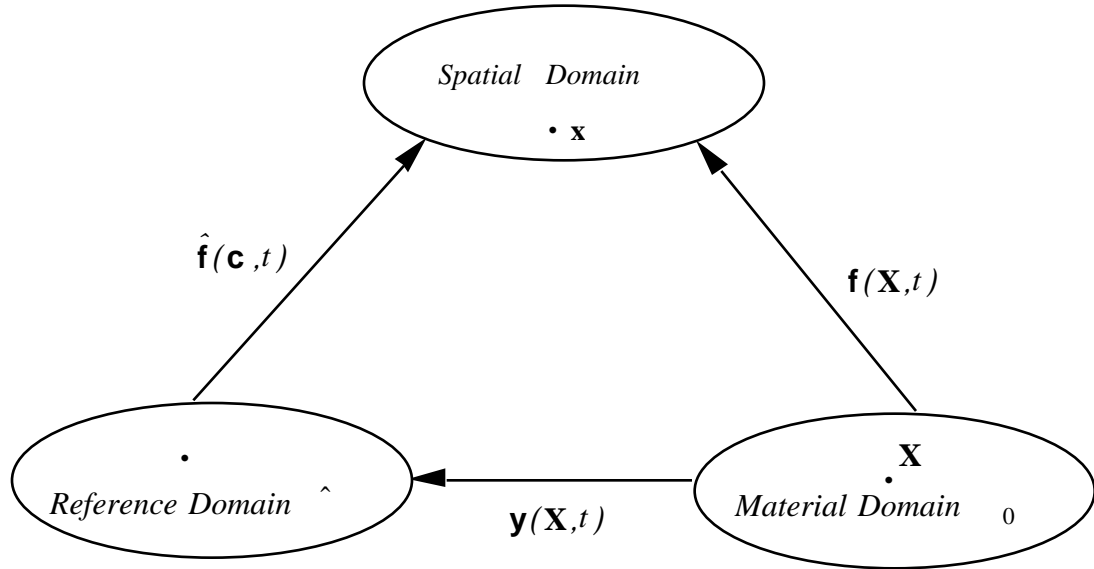 Spatial Domain
• x
f̂(c ,t)
f(X,t)
•
X
•
Reference Domain ^
Material Domain 0
y(X,t)